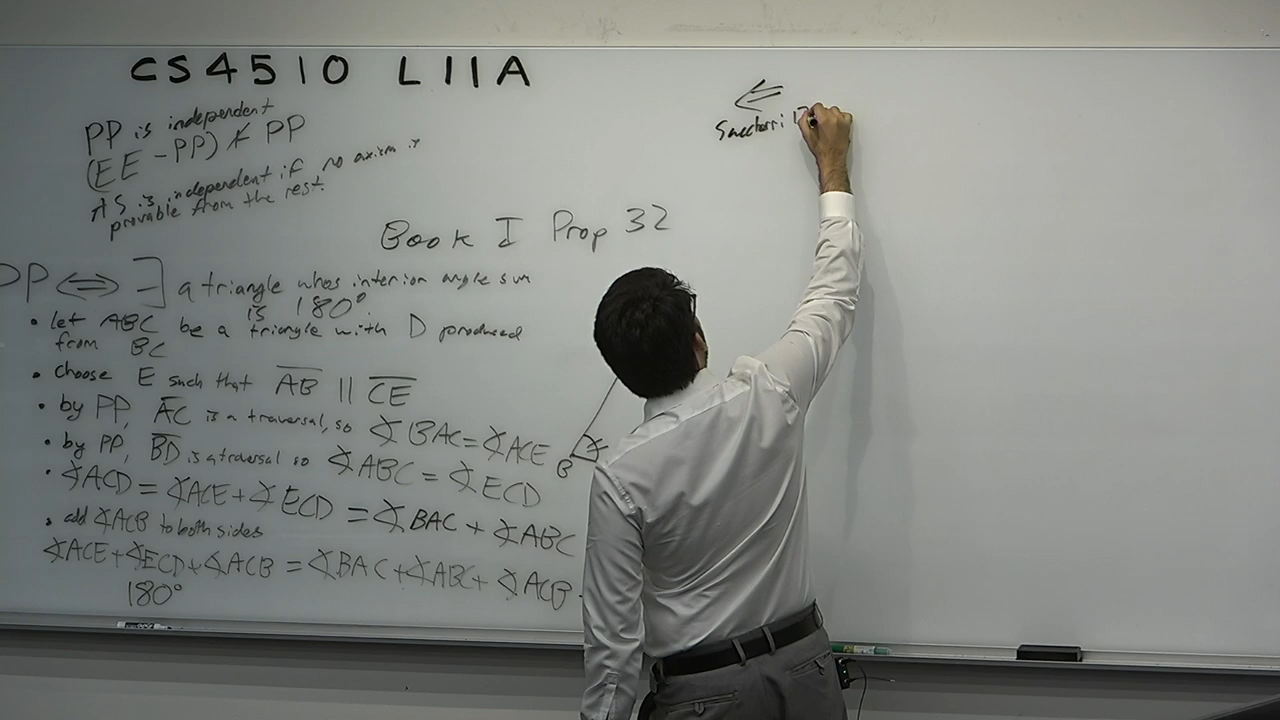 CS4510 L11A
PP is independent
(EE - PP) ⊬ PP
AS is independent if no axiom is
provable from the rest.
Book I Prop 32
PP ⟺ ∃ a triangle whos interior angle sum
is 180°
• let ABC be a triangle with D produced
from BC
• choose E such that AB || CE
• by PP, AC is a traversal, so ∡BAC = ∡ACE
• by PP, BD is a traversal so ∡ABC = ∡ECD
• ∡ACD = ∡ACE + ∡ECD = ∡BAC + ∡ABC
• add ∡ACB to both sides
∡ACE + ∡ECD + ∡ACB = ∡BAC + ∡ABC + ∡ACB
180°
B
⟸